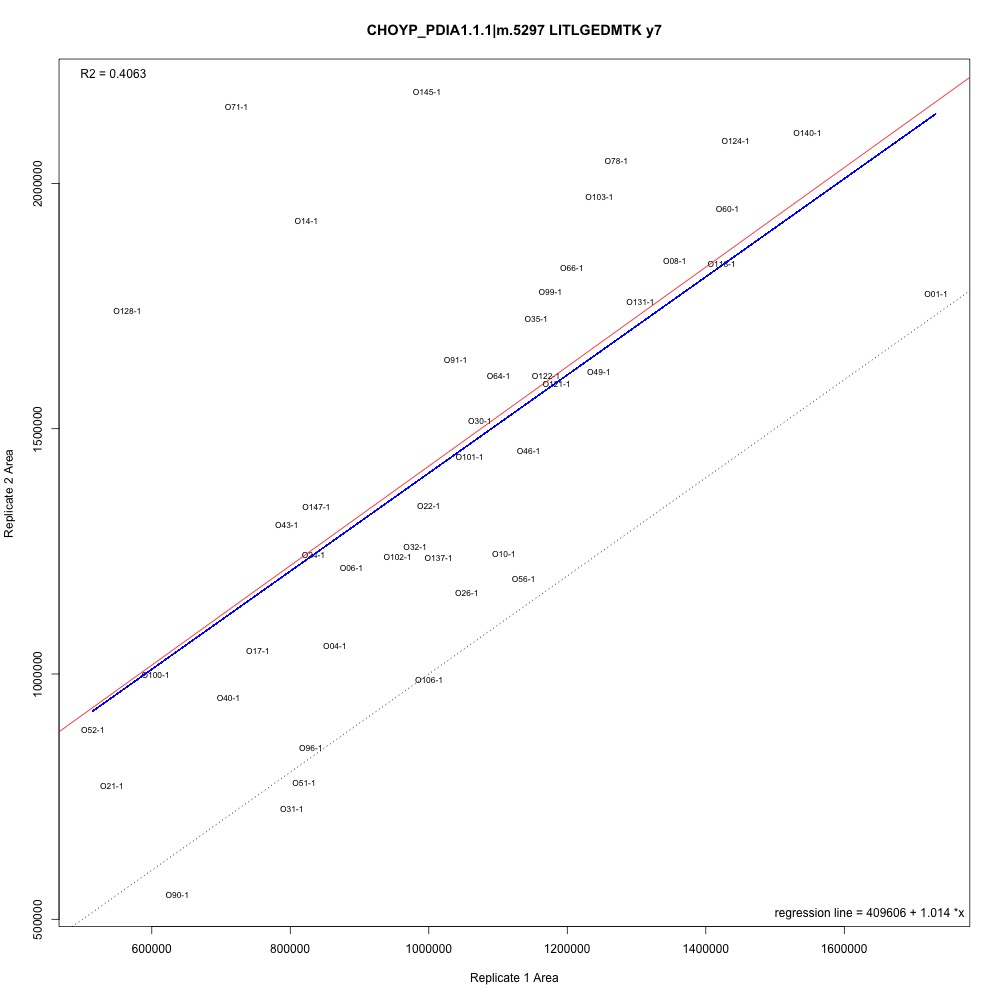 CHOYP_PDIA1.1.1|m.5297 LITLGEDMTK y7
R2 = 0.4063
O145-1
O71-1
O140-1
O124-1
O78-1
O103-1
O60-1
O14-1
O08-1
O118-1
O66-1
O99-1
O01-1
O131-1
O128-1
O35-1
O91-1
O49-1
O64-1
O122-1
O121-1
O30-1
O46-1
O101-1
O147-1
O22-1
O43-1
O32-1
O10-1
O102-1
O137-1
O06-1
O56-1
O26-1
O04-1
O17-1
O100-1
O106-1
O40-1
O52-1
O96-1
O21-1
O51-1
O31-1
O90-1
regression line = 409606 + 1.014 *x
Replicate 2 Area
2000000
1500000
1000000
500000
600000
800000
1000000
1200000
1400000
1600000
Replicate 1 Area